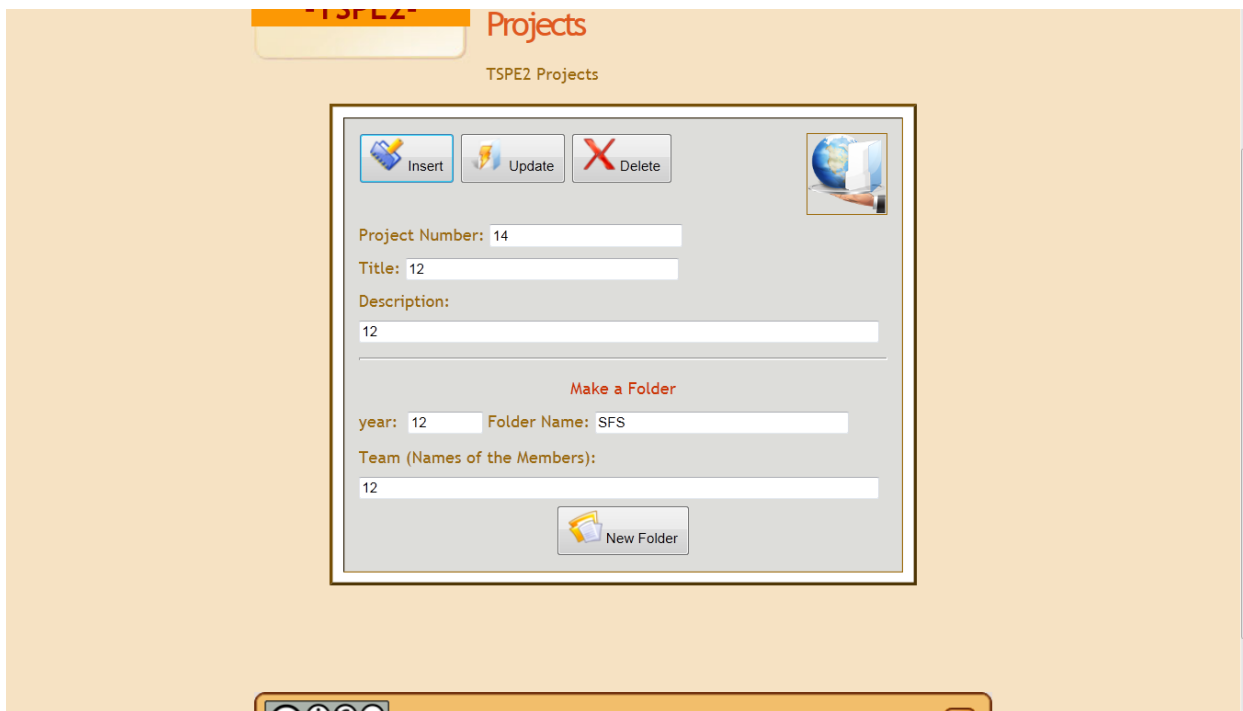 -TSPE2-
Projects
TSPE2 Projects
Insert Update Delete
Project Number: 14
Title: 12
Description:
12
Make a Folder
year: 12 Folder Name: SFS
Team (Names of the Members):
12
New Folder